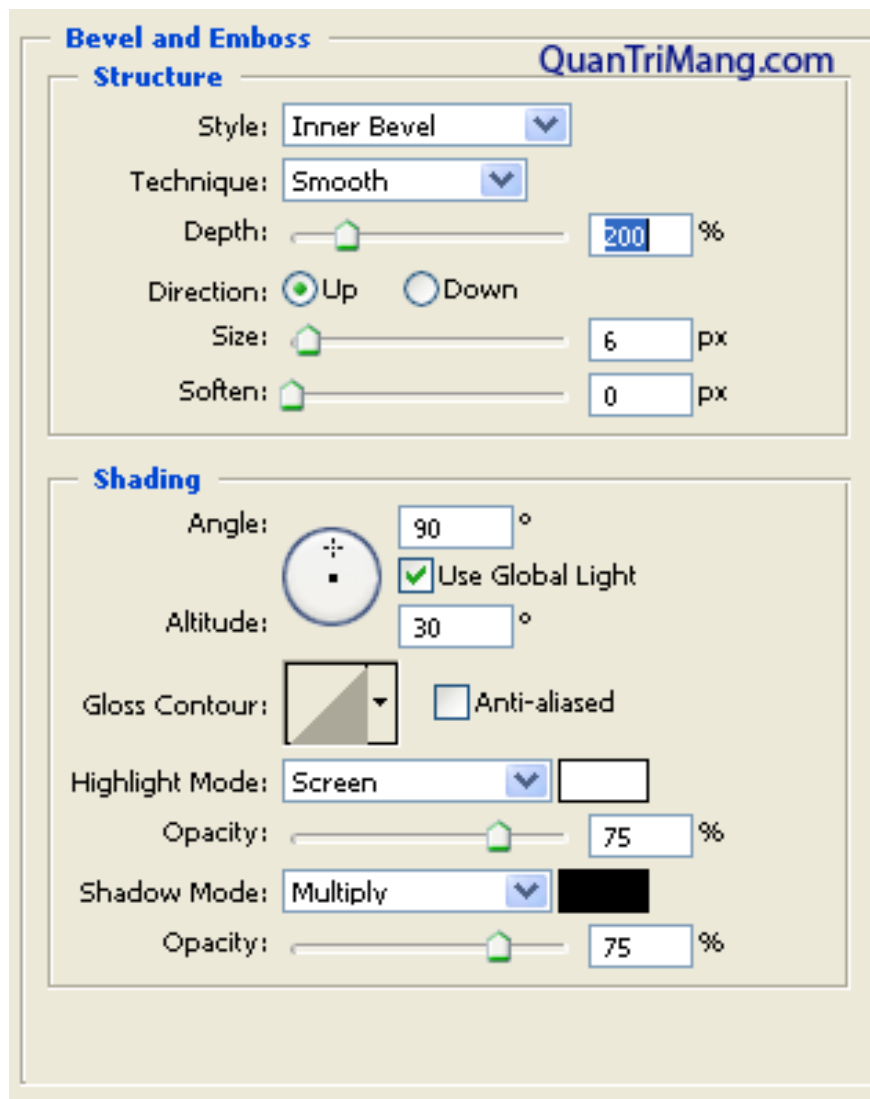 Bevel and Emboss
QuanTriMang.com
Structure
Style: Inner Bevel
Technique: Smooth
Depth: 200 %
Direction: Up Down
Size: 6 px
Soften: 0 px
Shading
Angle: 90 °
Use Global Light
Altitude: 30 °
Gloss Contour: Anti-aliased
Highlight Mode: Screen
Opacity: 75 %
Shadow Mode: Multiply
Opacity: 75 %